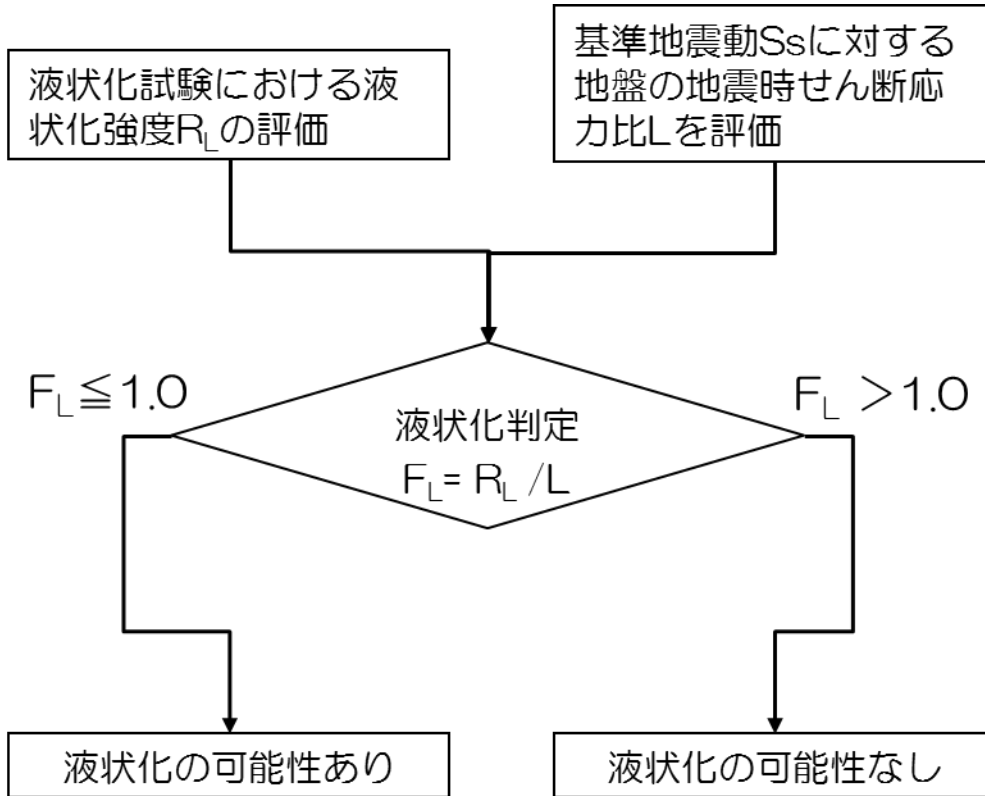 液状化試験における液
状化強度RLの評価
基準地震動Ssに対する
地盤の地震時せん断応
力比Lを評価
FL≦1.0
FL >1.0
液状化判定
FL= RL /L
液状化の可能性あり
液状化の可能性なし